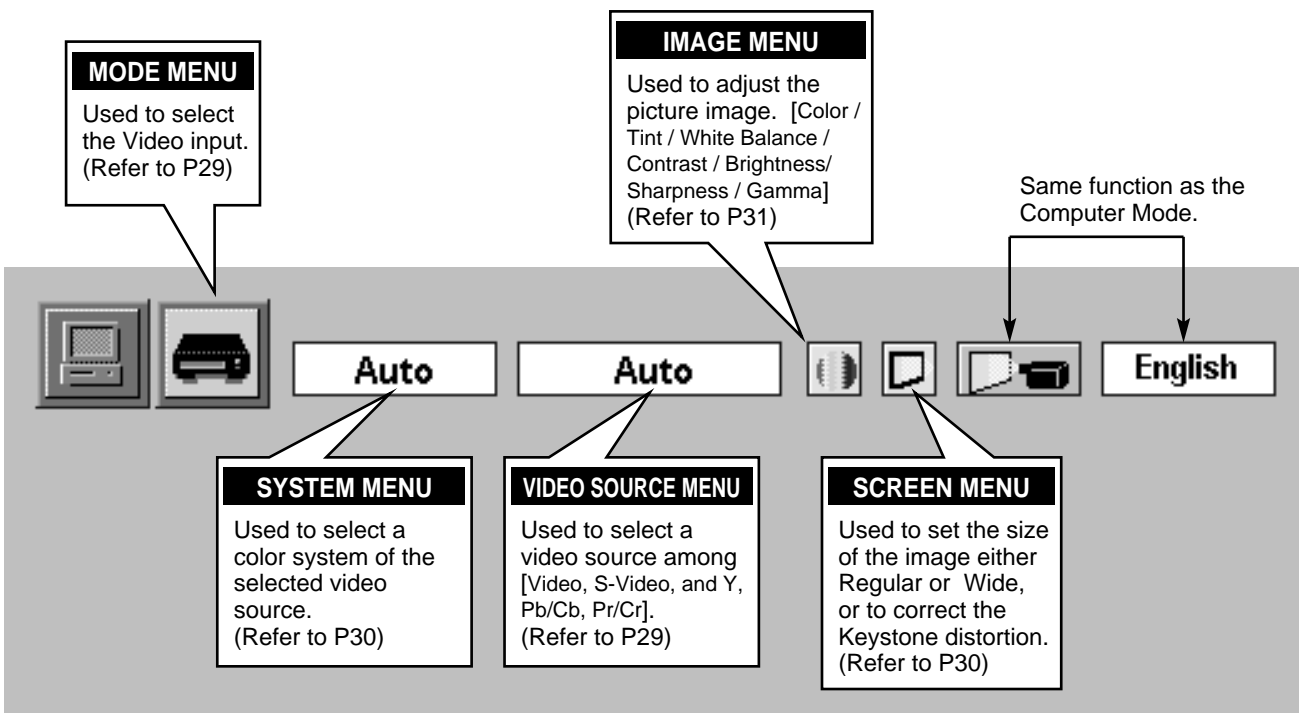 MODE MENU
Used to select
the Video input.
(Refer to P29)
IMAGE MENU
Used to adjust the
picture image. [Color /
Tint / White Balance /
Contrast / Brightness/
Sharpness / Gamma]
(Refer to P31)
Same function as the
Computer Mode.
Auto
Auto
English
SYSTEM MENU
Used to select a
color system of the
selected video
source.
(Refer to P30)
VIDEO SOURCE MENU
Used to select a
video source among
[Video, S-Video, and Y,
Pb/Cb, Pr/Cr].
(Refer to P29)
SCREEN MENU
Used to set the size
of the image either
Regular or Wide,
or to correct the
Keystone distortion.
(Refer to P30)